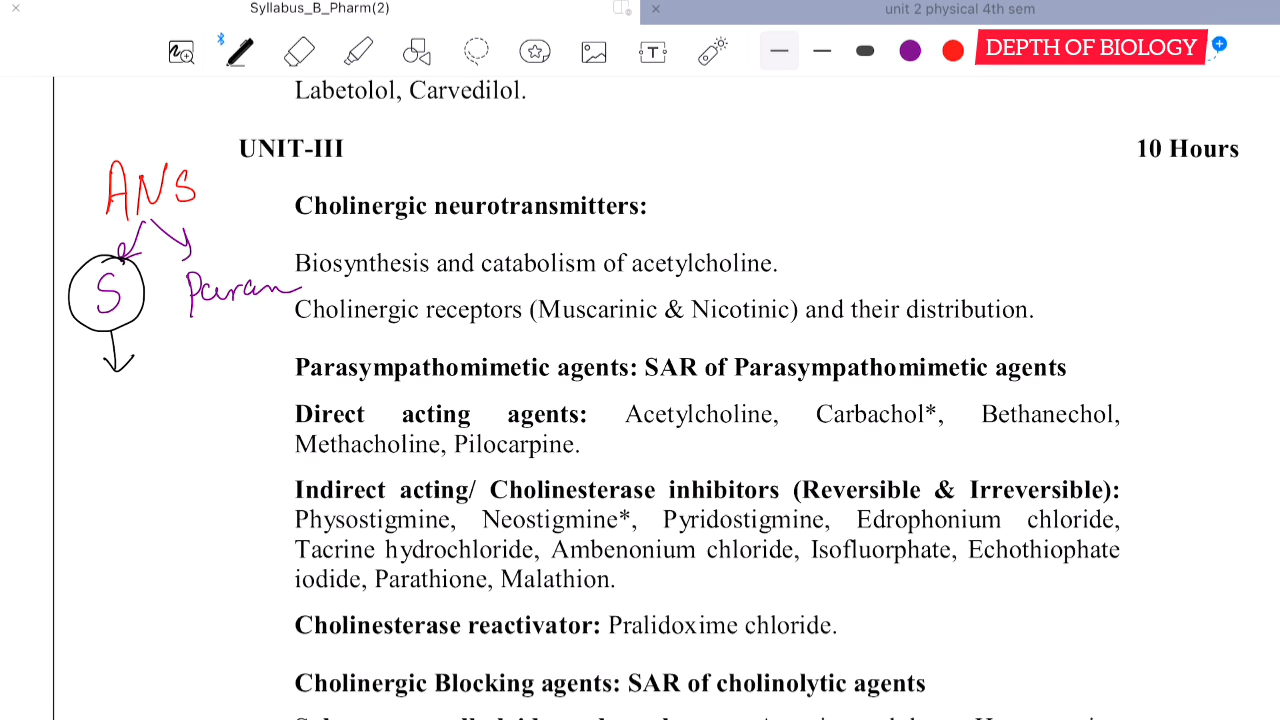 Syllabus_B_Pharm(2)
unit 2 physical 4th sem
DEPTH OF BIOLOGY
Labetolol, Carvedilol.
UNIT-III 10 Hours
ANS
Cholinergic neurotransmitters:
Biosynthesis and catabolism of acetylcholine.
S Param
Cholinergic receptors (Muscarinic & Nicotinic) and their distribution.
Parasympathomimetic agents: SAR of Parasympathomimetic agents
Direct acting agents: Acetylcholine, Carbachol*, Bethanechol,
Methacholine, Pilocarpine.
Indirect acting/ Cholinesterase inhibitors (Reversible & Irreversible):
Physostigmine, Neostigmine*, Pyridostigmine, Edrophonium chloride,
Tacrine hydrochloride, Ambenonium chloride, Isofluorphate, Echothiophate
iodide, Parathione, Malathion.
Cholinesterase reactivator: Pralidoxime chloride.
Cholinergic Blocking agents: SAR of cholinolytic agents